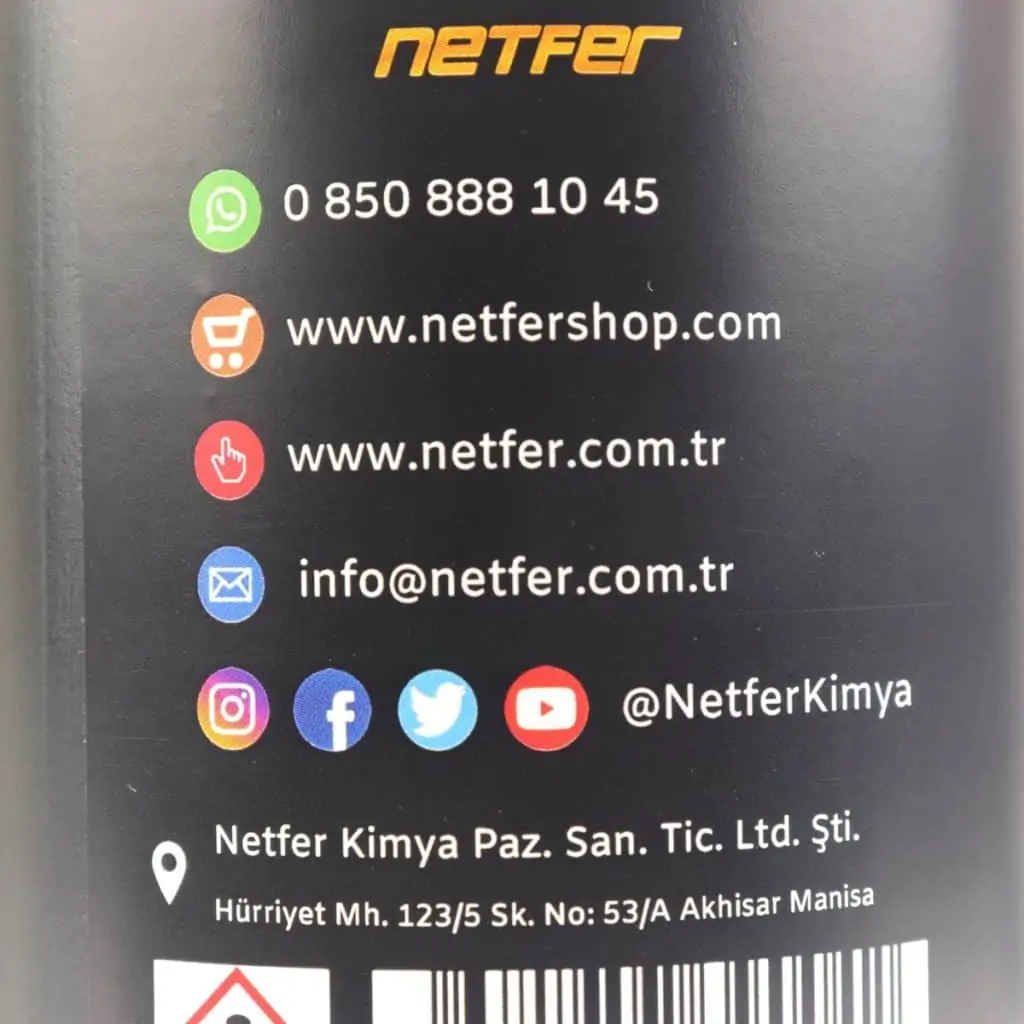 NETFER
0 850 888 10 45
www.netfershop.com
www.netfer.com.tr
info@netfer.com.tr
@NetferKimya
Netfer Kimya Paz. San. Tic. Ltd. Şti.
Hürriyet Mh. 123/5 Sk. No: 53/A Akhisar Manisa